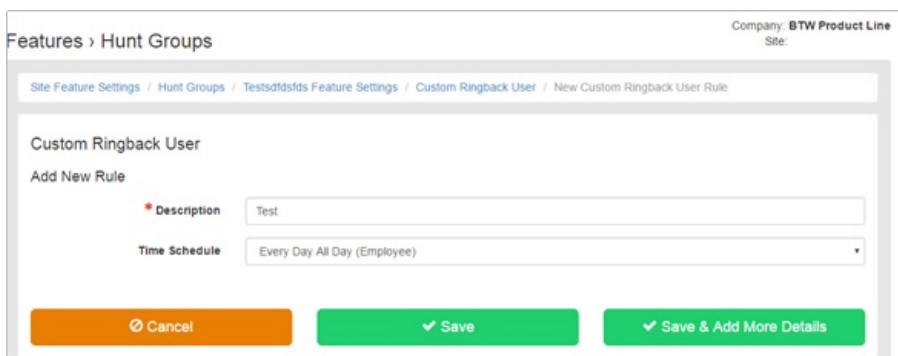 Features › Hunt Groups
Company: BTW Product Line
Site:
Site Feature Settings / Hunt Groups / Testsdfdsfds Feature Settings / Custom Ringback User / New Custom Ringback User Rule
Custom Ringback User
Add New Rule
* Description
Test
Time Schedule
Every Day All Day (Employee)
Cancel
Save
Save & Add More Details